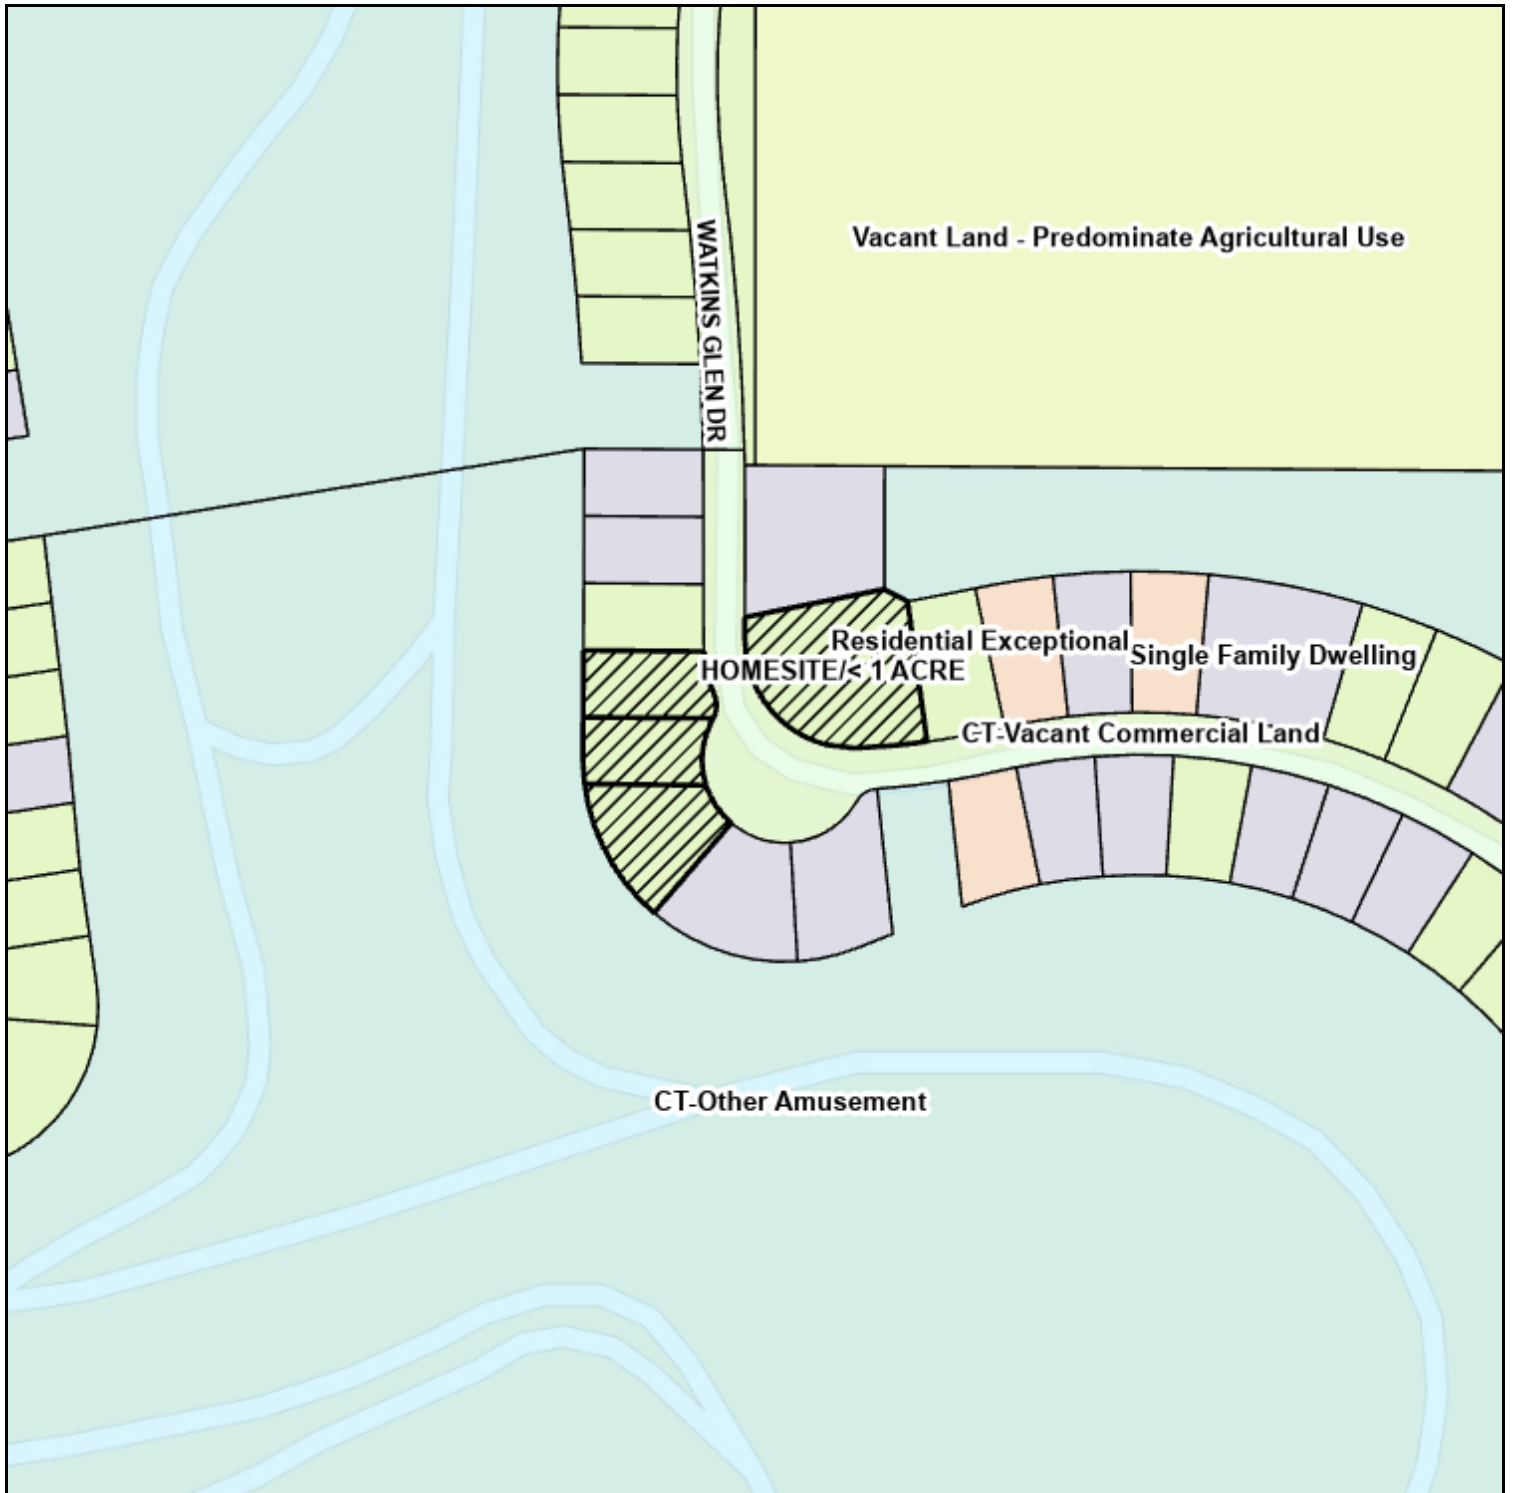 Vacant Land - Predominate Agricultural Use
WATKINS GLEN DR
Residential Exceptional
Single Family Dwelling
HOMESITE/< 1 ACRE
CT-Vacant Commercial Land
CT-Other Amusement